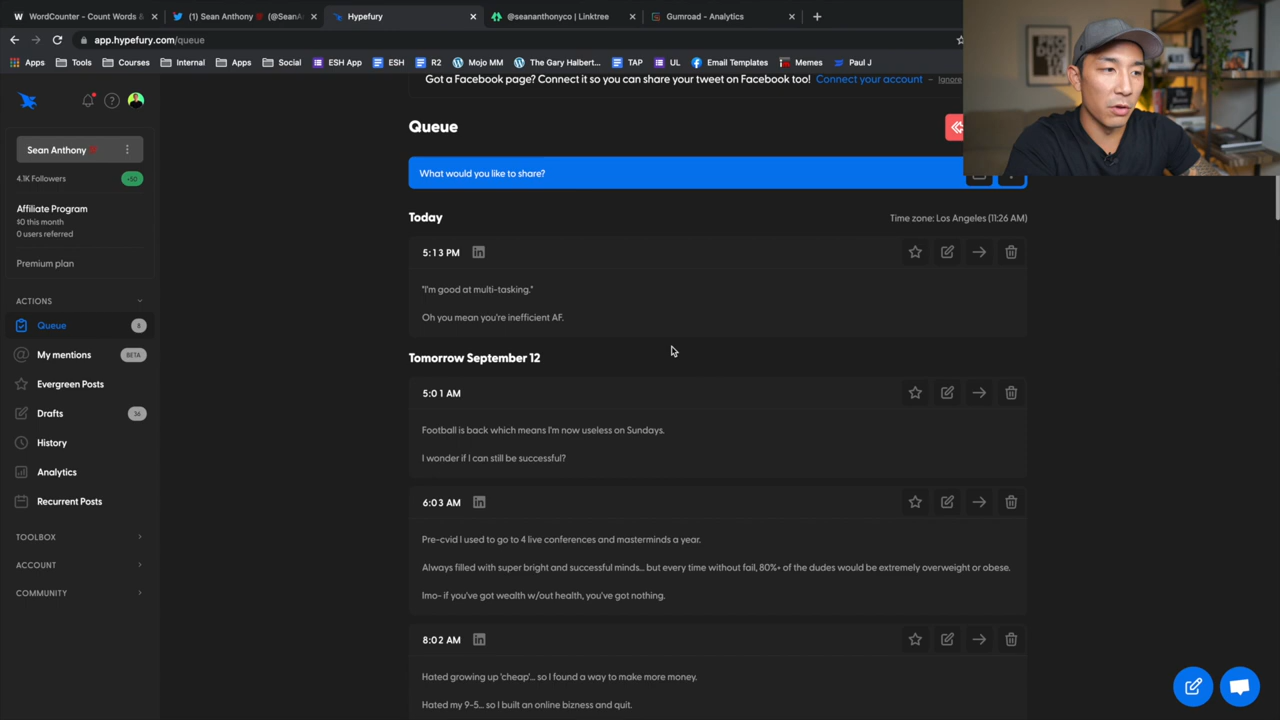 WordCounter - Count Words &
(1) Sean Anthony
(@SeanA
Hypefury
@seananthonyco | Linktree
Gumroad - Analytics
app.hypefury.com/queue
Apps
Tools
Courses
Internal
Apps
Social
ESH App
ESH
R2
Mojo MM
The Gary Halbert...
TAP
UL
Email Templates
Memes
Paul J
Got a Facebook page? Connect it so you can share your tweet on Facebook too! Connect your account
Ignore
Sean Anthony
4.1K Followers
+50
Affiliate Program
$0 this month
0 users referred
Premium plan
ACTIONS
Queue
8
My mentions
BETA
Evergreen Posts
Drafts
36
History
Analytics
Recurrent Posts
TOOLBOX
ACCOUNT
COMMUNITY
Queue
What would you like to share?
Today
Time zone: Los Angeles (11:26 AM)
5:13 PM
"I'm good at multi-tasking."
Oh you mean you're inefficient AF.
Tomorrow September 12
5:01 AM
Football is back which means I'm now useless on Sundays.
I wonder if I can still be successful?
6:03 AM
Pre-cvid I used to go to 4 live conferences and masterminds a year.
Always filled with super bright and successful minds... but every time without fail, 80%+ of the dudes would be extremely overweight or obese.
Imo- if you've got wealth w/out health, you've got nothing.
8:02 AM
Hated growing up 'cheap'... so I found a way to make more money.
Hated my 9-5... so I built an online bizness and quit.